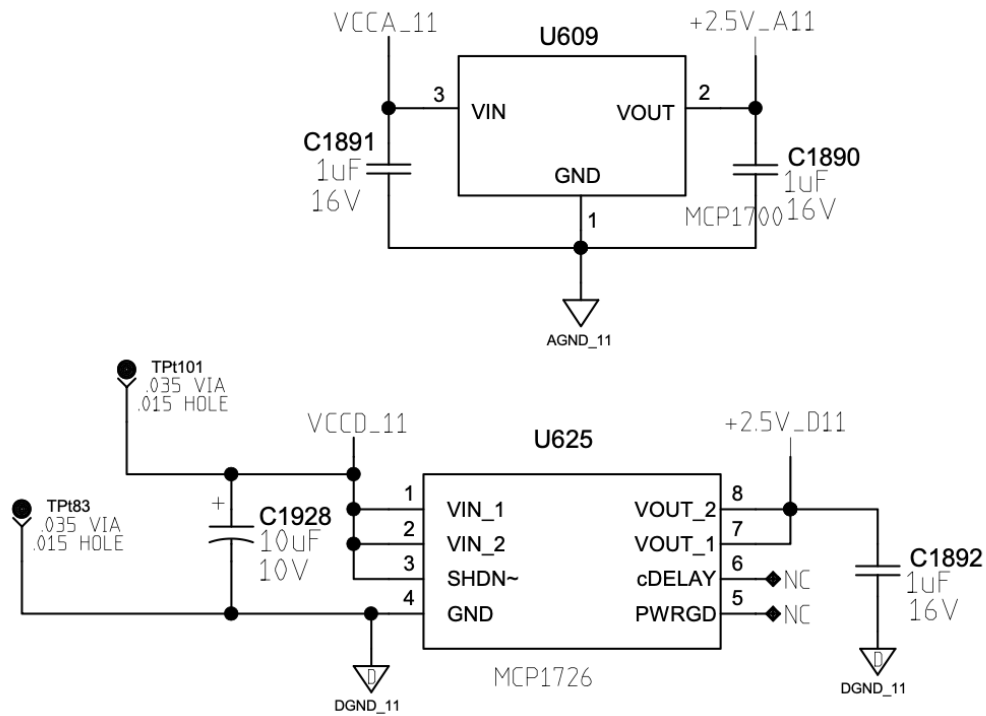 VCCA_11
+2.5V_A11
U609
3
VIN
VOUT
2
C1891
1uF
16V
GND
1
C1890
1uF
16V
MCP1700
AGND_11
TPt101
.035 VIA
.015 HOLE
VCCD_11
U625
+2.5V_D11
TPt83
.035 VIA
.015 HOLE
+
C1928
10uF
10V
1
VIN_1
2
VIN_2
3
SHDN~
4
GND
VOUT_2
8
VOUT_1
7
cDELAY
6
NC
PWRGD
5
NC
C1892
1uF
16V
MCP1726
D
DGND_11
D
DGND_11